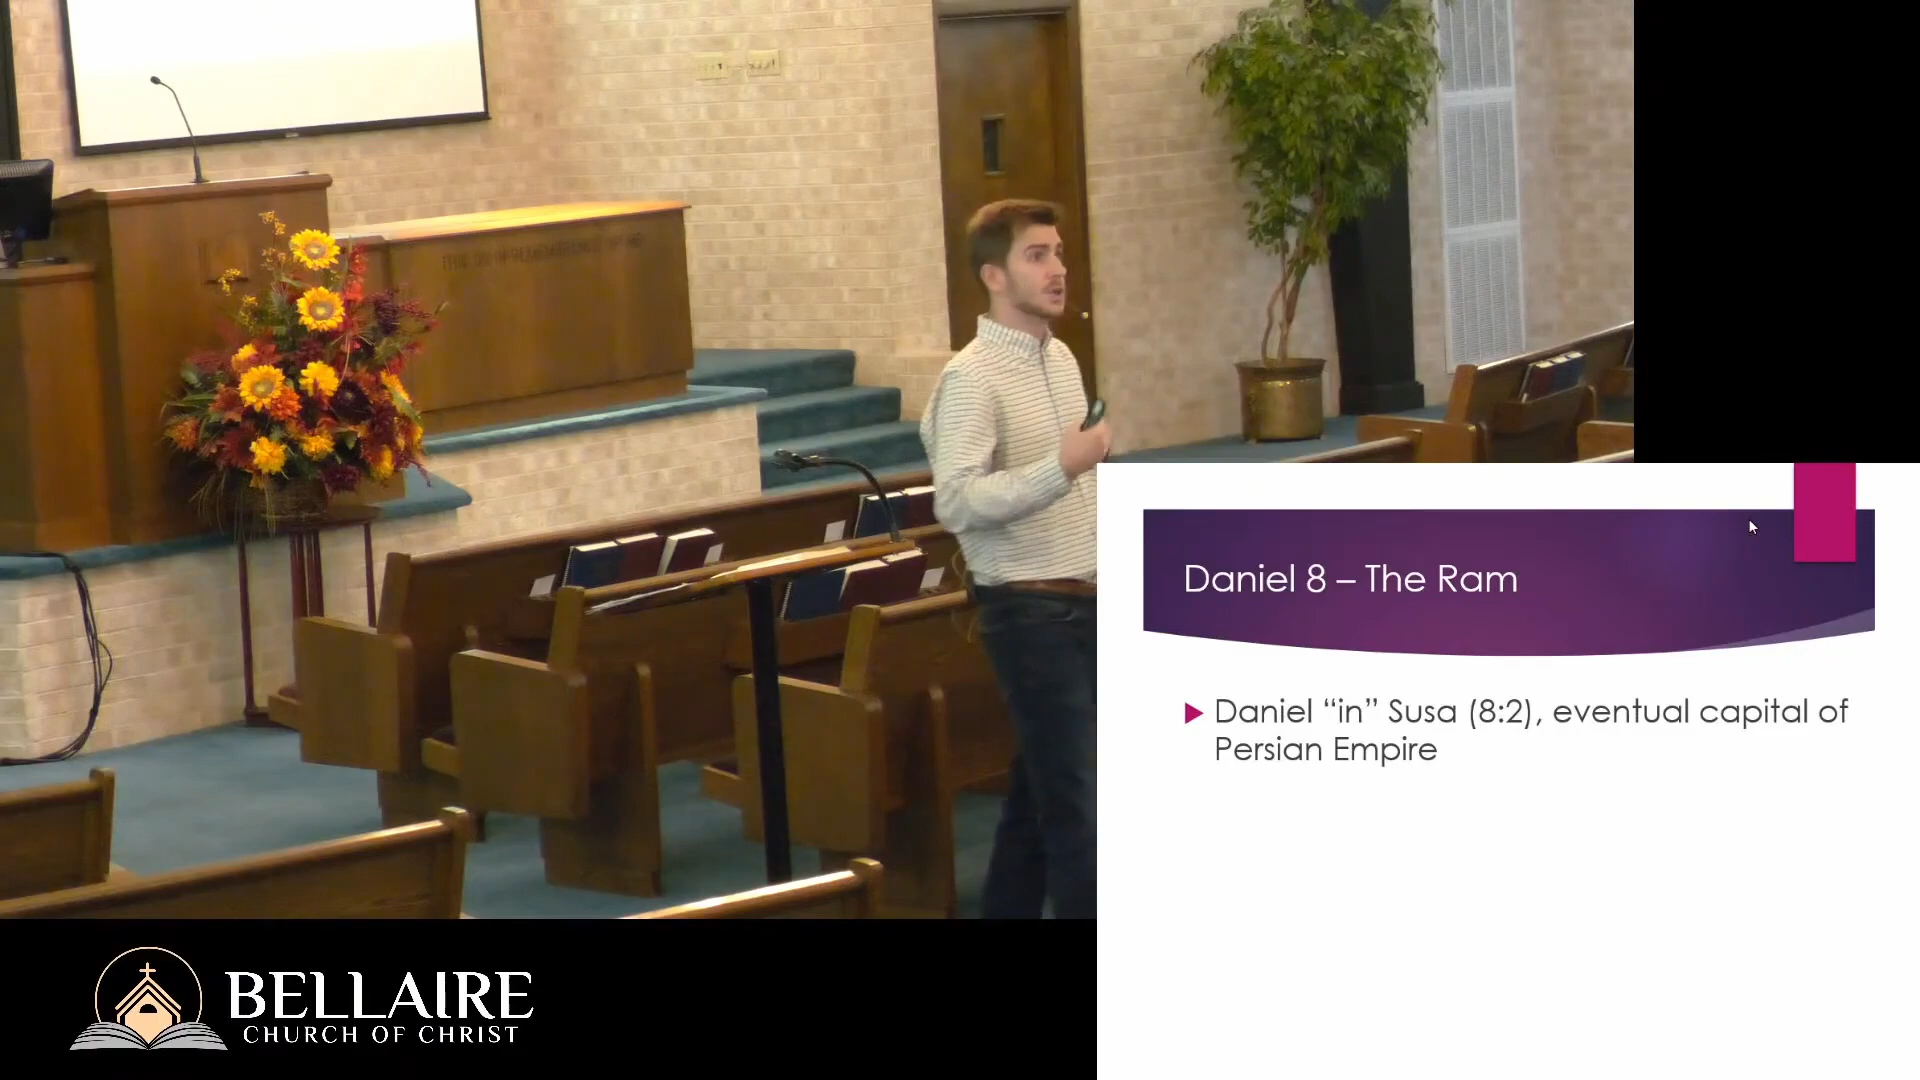 Daniel 8 – The Ram
Daniel “in” Susa (8:2), eventual capital of
Persian Empire
BELLAIRE
CHURCH OF CHRIST